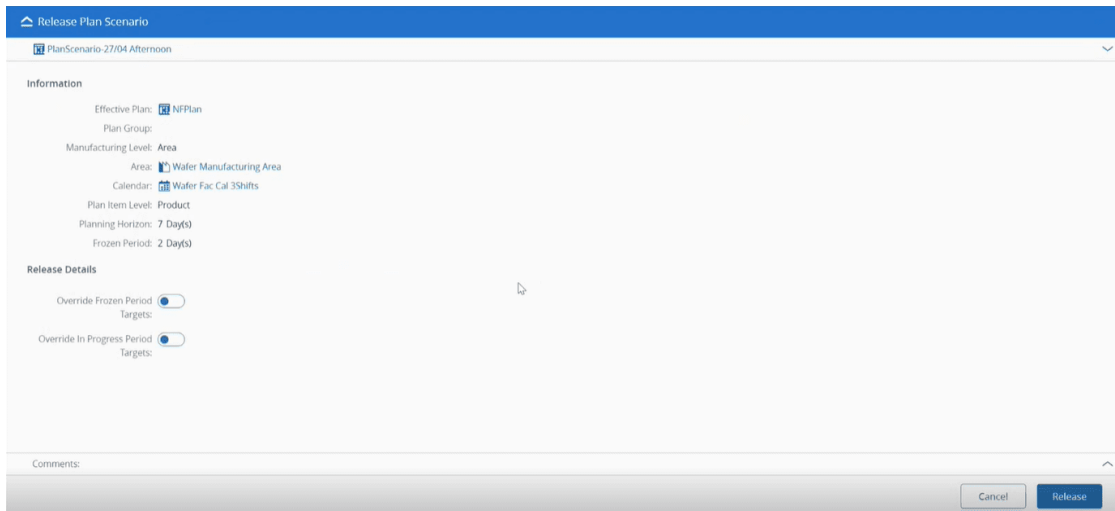 Release Plan Scenario
PlanScenario-27/04 Afternoon
Information
Effective Plan: NFPlan
Plan Group:
Manufacturing Level: Area
Area: Wafer Manufacturing Area
Calendar: Wafer Fac Cal 3Shifts
Plan Item Level: Product
Planning Horizon: 7 Day(s)
Frozen Period: 2 Day(s)
Release Details
Override Frozen Period
Targets:
Override In Progress Period
Targets:
Comments:
Cancel Release